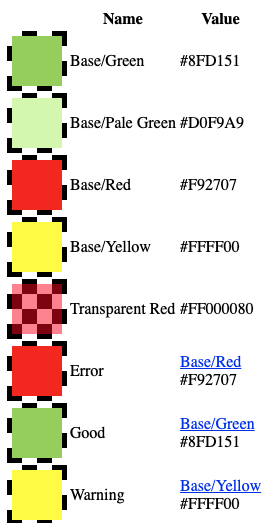 Name Value
Base/Green #8FD151
Base/Pale Green #D0F9A9
Base/Red #F92707
Base/Yellow #FFFF00
Transparent Red #FF000080
Error Base/Red
#F92707
Good Base/Green
#8FD151
Warning Base/Yellow
#FFFF00